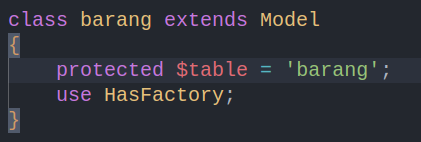 class barang extends Model
{
    protected $table = 'barang';
    use HasFactory;
}